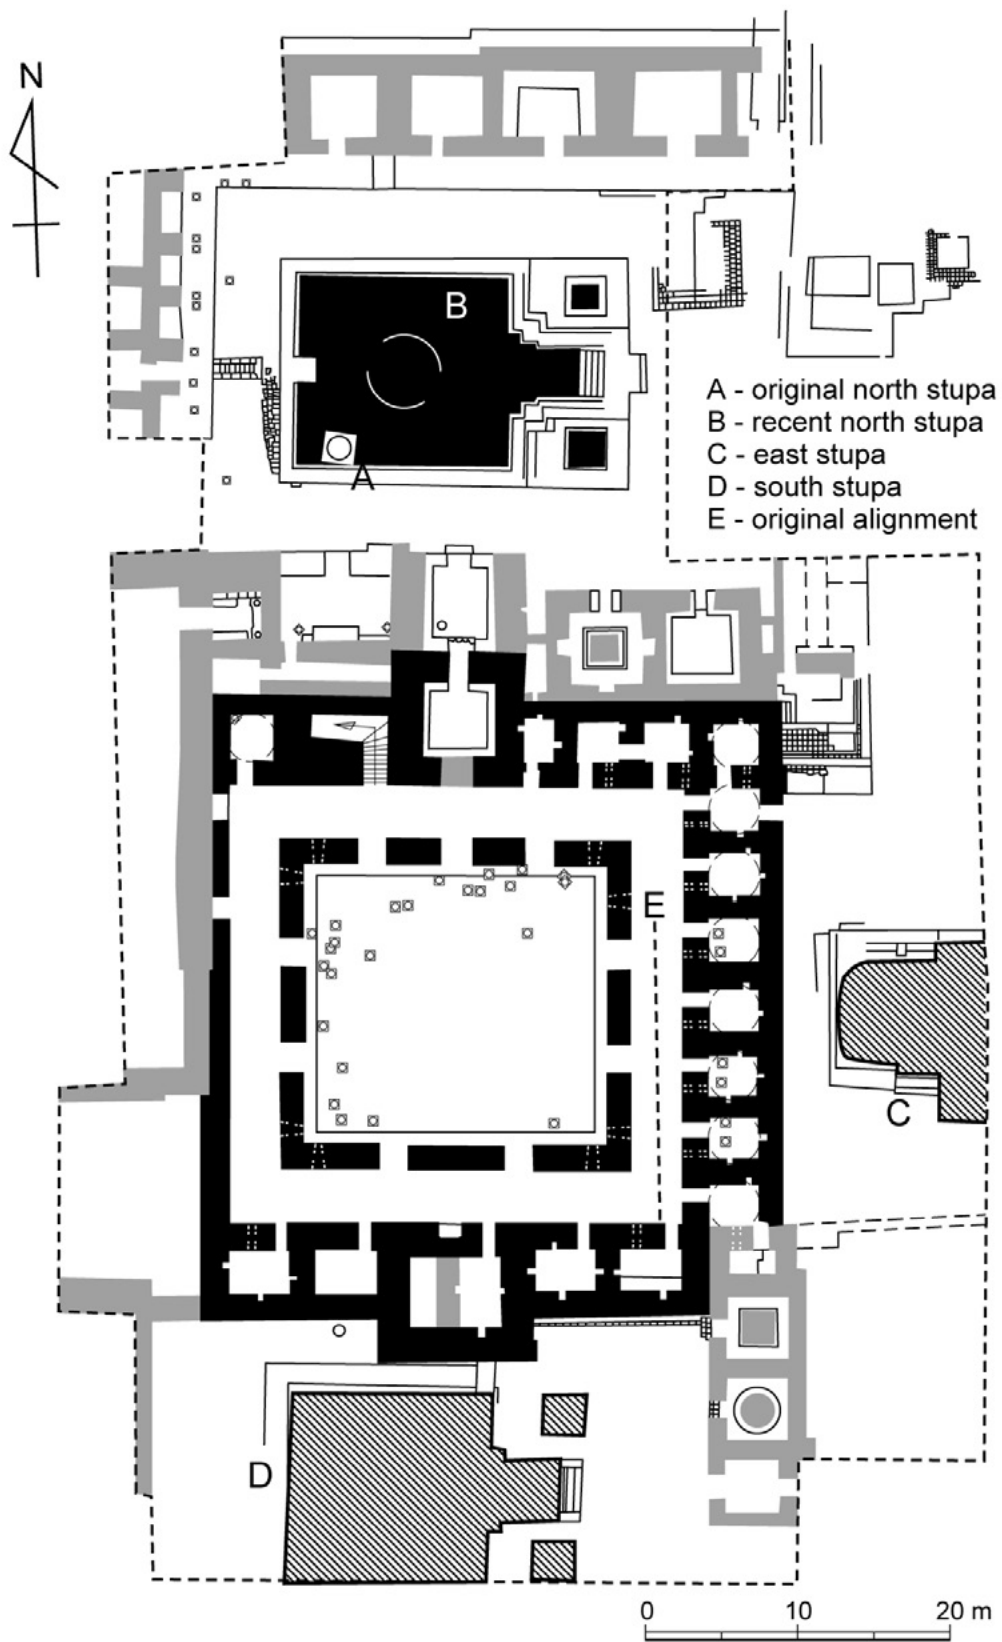 N
B
A - original north stupa
B - recent north stupa
C - east stupa
D - south stupa
E - original alignment
A
E
C
D
0 10 20 m